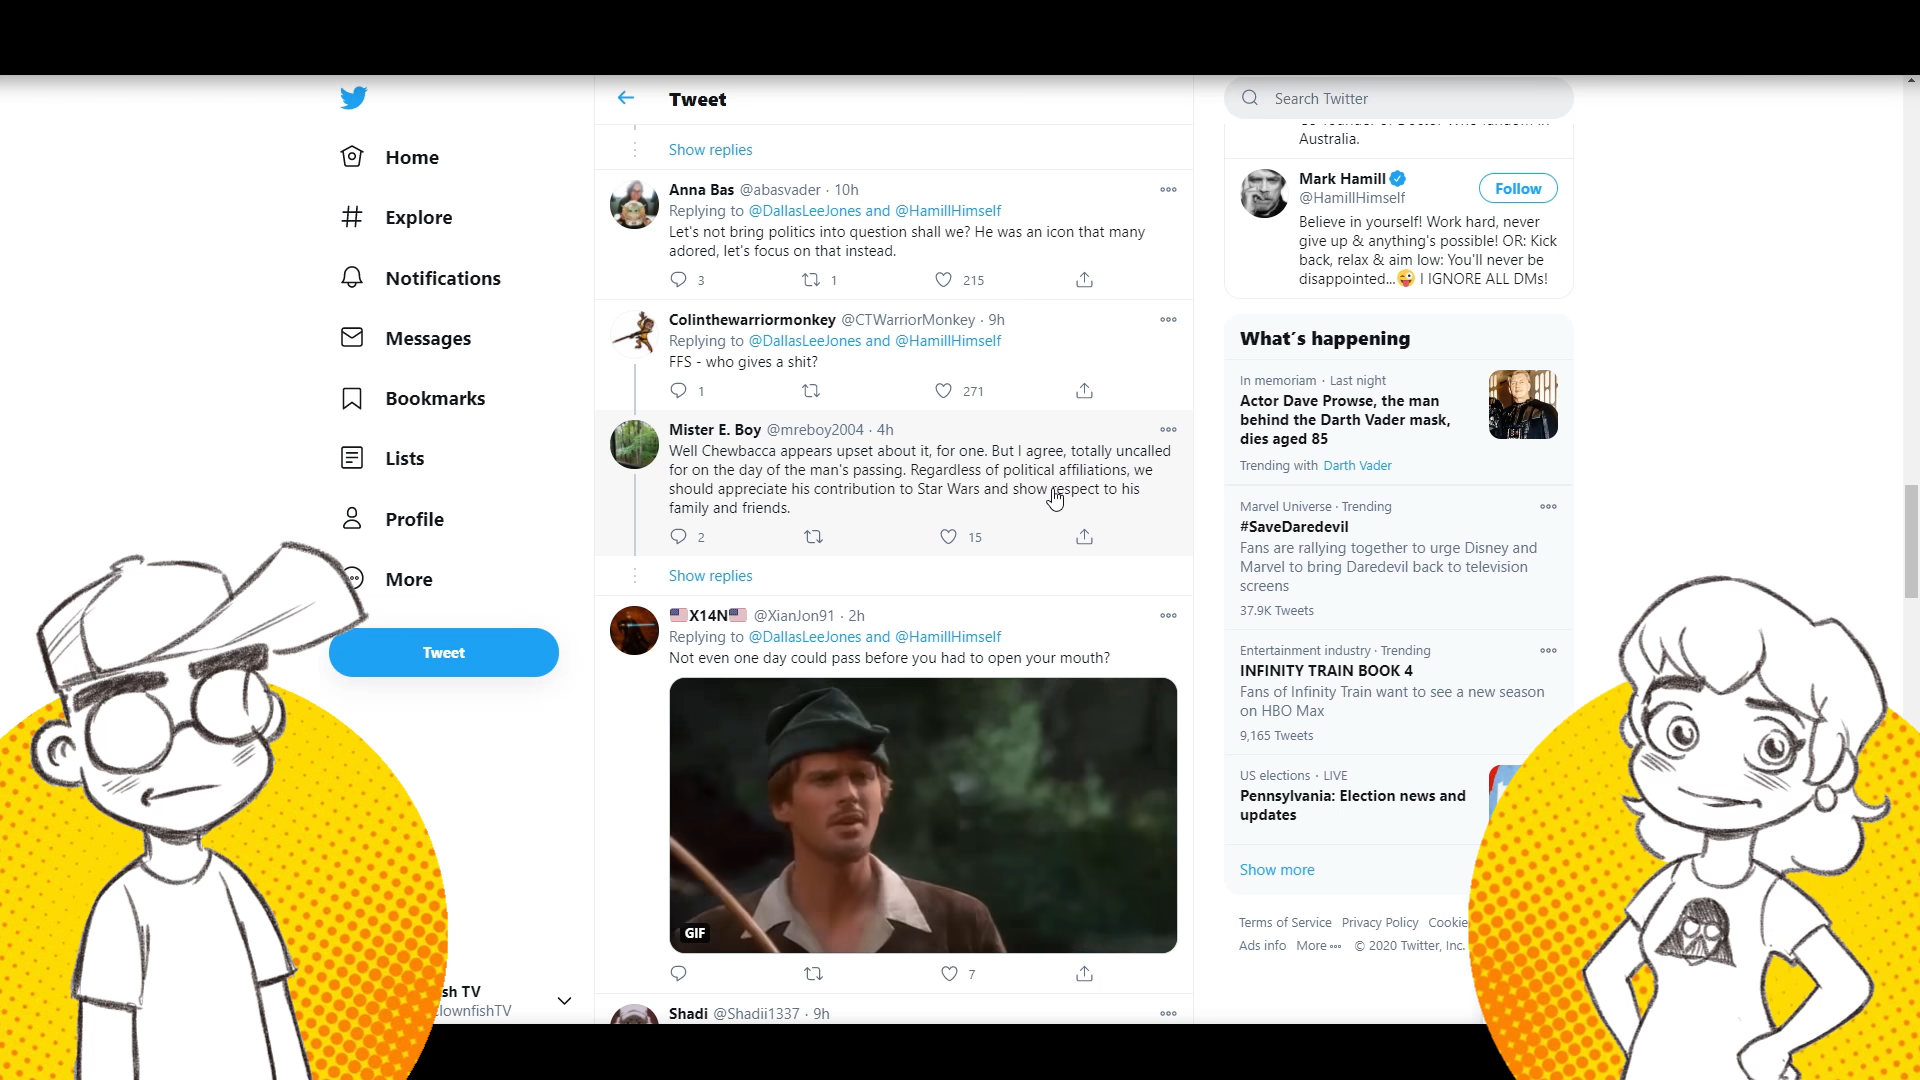 Home
Explore
Notifications
Messages
Bookmarks
Lists
Profile
More
Tweet
sh TV
lownfishTV
Tweet
Show replies
Anna Bas @abasvader · 10h
Replying to @DallasLeeJones and @HamillHimself
Let's not bring politics into question shall we? He was an icon that many
adored, let's focus on that instead.
3 1 215
Colinthewarriormonkey @CTWarriorMonkey · 9h
Replying to @DallasLeeJones and @HamillHimself
FFS - who gives a shit?
1 271
Mister E. Boy @mreboy2004 · 4h
Well Chewbacca appears upset about it, for one. But I agree, totally uncalled
for on the day of the man's passing. Regardless of political affiliations, we
should appreciate his contribution to Star Wars and show respect to his
family and friends.
2 15
Show replies
🇺🇸X14N🇺🇸 @XianJon91 · 2h
Replying to @DallasLeeJones and @HamillHimself
Not even one day could pass before you had to open your mouth?
GIF
7
Shadi @Shadii1337 · 9h
Search Twitter
Australia.
Mark Hamill
@HamillHimself
Follow
Believe in yourself! Work hard, never
give up & anything's possible! OR: Kick
back, relax & aim low: You'll never be
disappointed...😜 I IGNORE ALL DMs!
What's happening
In memoriam · Last night
Actor Dave Prowse, the man
behind the Darth Vader mask,
dies aged 85
Trending with Darth Vader
Marvel Universe · Trending
#SaveDaredevil
Fans are rallying together to urge Disney and
Marvel to bring Daredevil back to television
screens
37.9K Tweets
Entertainment industry · Trending
INFINITY TRAIN BOOK 4
Fans of Infinity Train want to see a new season
on HBO Max
9,165 Tweets
US elections · LIVE
Pennsylvania: Election news and
updates
Show more
Terms of Service Privacy Policy Cookie
Ads info More © 2020 Twitter, Inc.